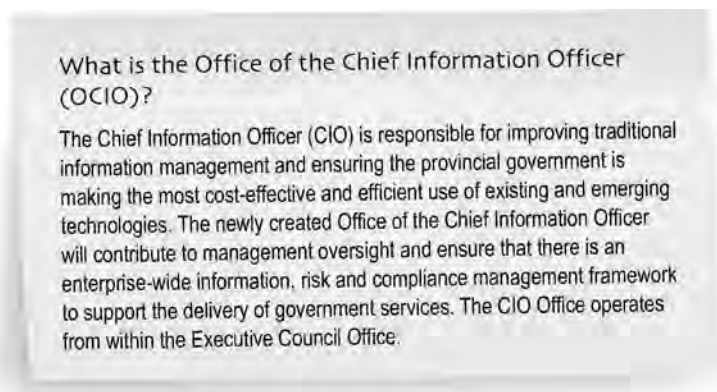 What is the Office of the Chief Information Officer
(OCIO)?
The Chief Information Officer (CIO) is responsible for improving traditional
information management and ensuring the provincial government is
making the most cost-effective and efficient use of existing and emerging
technologies. The newly created Office of the Chief Information Officer
will contribute to management oversight and ensure that there is an
enterprise-wide information, risk and compliance management framework
to support the delivery of government services. The CIO Office operates
from within the Executive Council Office.